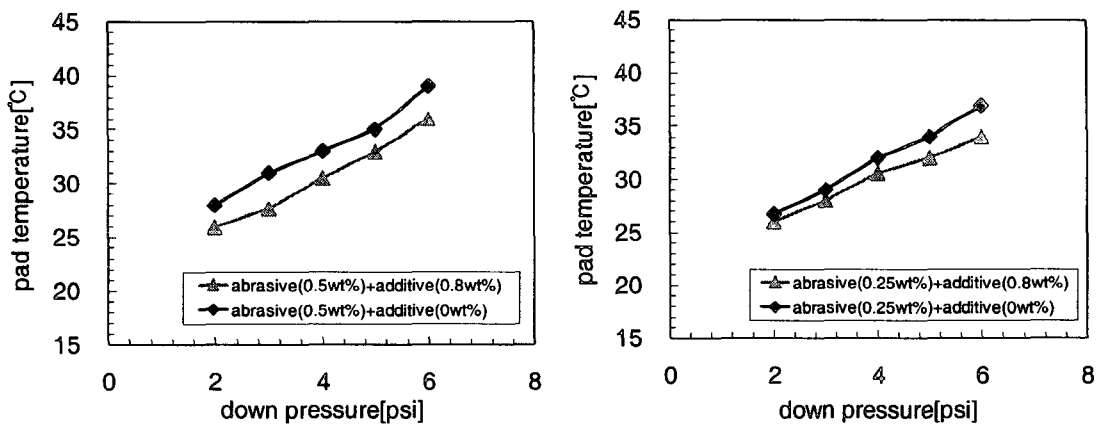 45
40
35
30
25
20
15
pad temperature[℃]
abrasive(0.5wt%)+additive(0.8wt%)
abrasive(0.5wt%)+additive(0wt%)
0 2 4 6 8
down pressure[psi]
45
40
35
30
25
20
15
pad temperature[℃]
abrasive(0.25wt%)+additive(0.8wt%)
abrasive(0.25wt%)+additive(0wt%)
0 2 4 6 8
down pressure[psi]